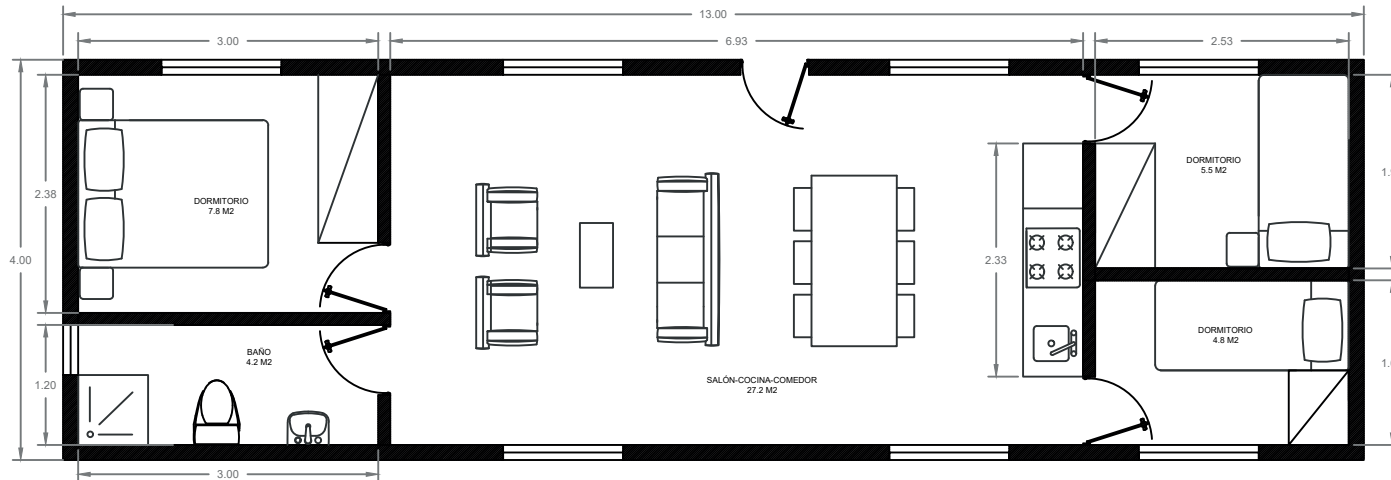 13.00
3.00
6.93
2.53
2.38
DORMITORIO
7.8 M2
DORMITORIO
5.5 M2
4.00
2.33
DORMITORIO
4.8 M2
BAÑO
4.2 M2
1.20
SALÓN-COCINA-COMEDOR
27.2 M2
3.00